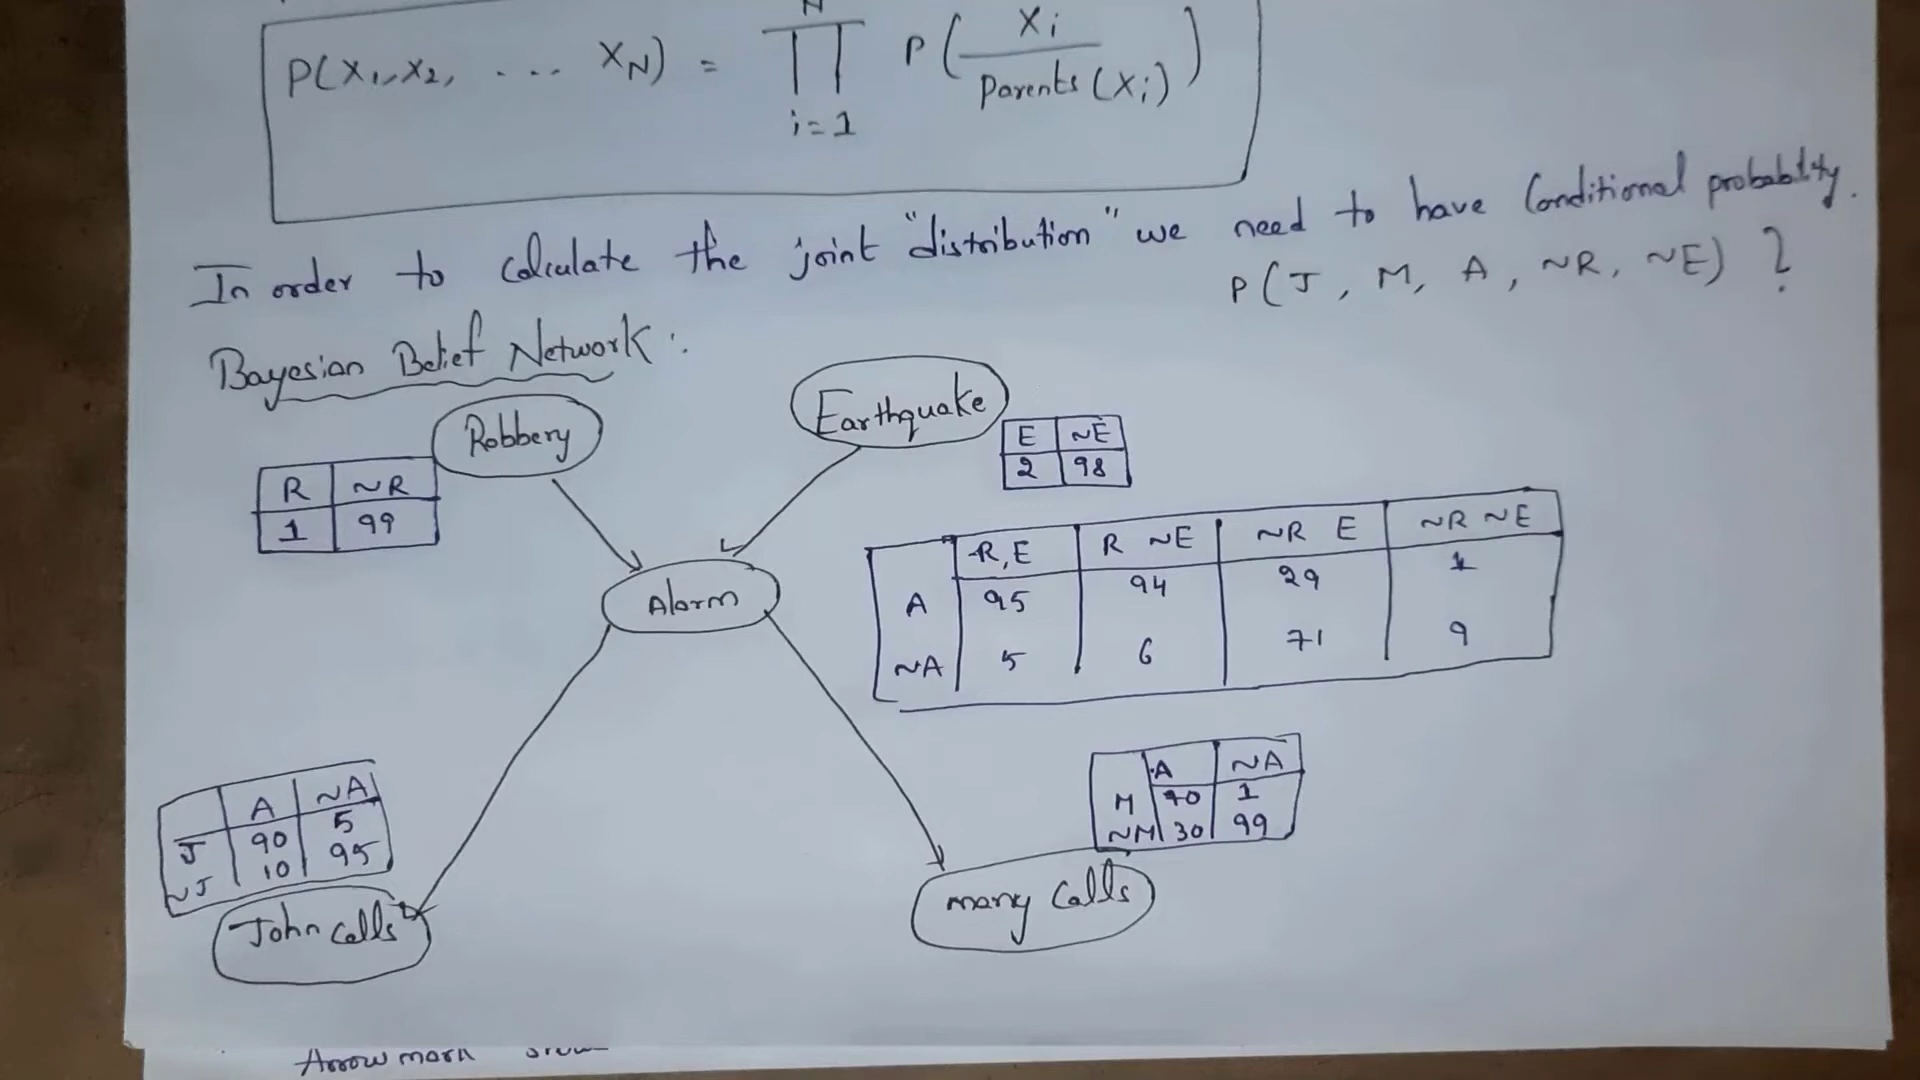 N
P(X1, X2, .... XN) = ∏ P(Xi / Parents(Xi))
i=1
In order to calculate the joint "distribution" we need to have Conditional probability.
P(J, M, A, ~R, ~E) ?
Bayesian Belief Network :
Robbery
Earthquake
E ~E
2 98
R ~R
1 99
R,E R ~E ~R E ~R ~E
A 95 94 29 1
~A 5 6 71 9
Alarm
A ~A
M 70 1
~M 30 99
A ~A
J 90 5
~J 10 95
John Calls
many Calls
Arrow mark